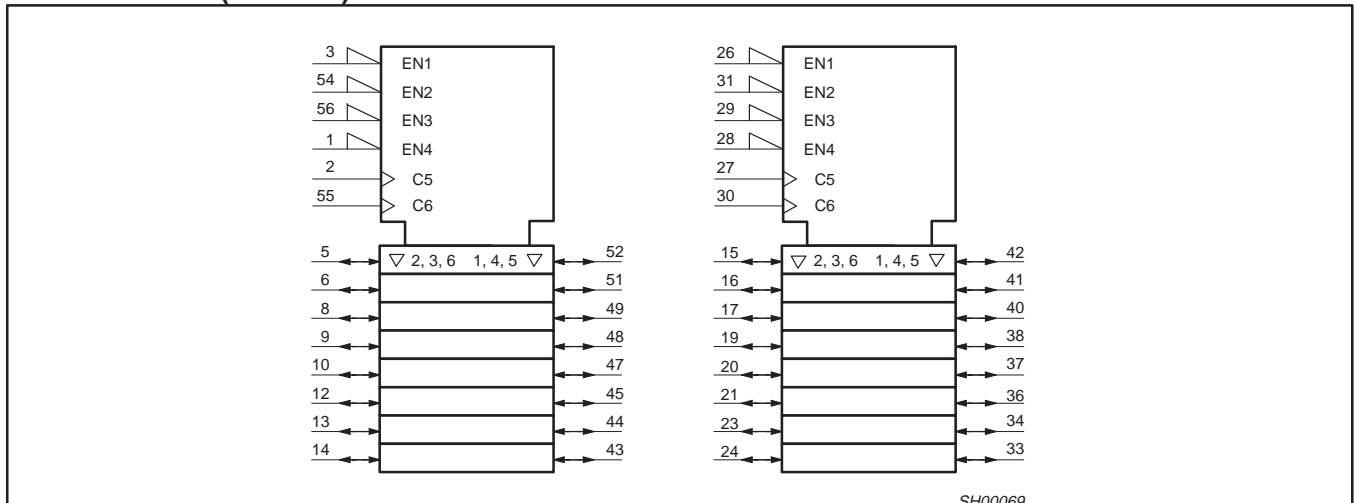 3 EN1 26 EN1
54 EN2 31 EN2
56 EN3 29 EN3
1 EN4 28 EN4
2 C5 27 C5
55 C6 30 C6
5 ▽ 2, 3, 6 1, 4, 5 ▽ 52 15 ▽ 2, 3, 6 1, 4, 5 ▽ 42
6 51 16 41
8 49 17 40
9 48 19 38
10 47 20 37
12 45 21 36
13 44 23 34
14 43 24 33
SH00069